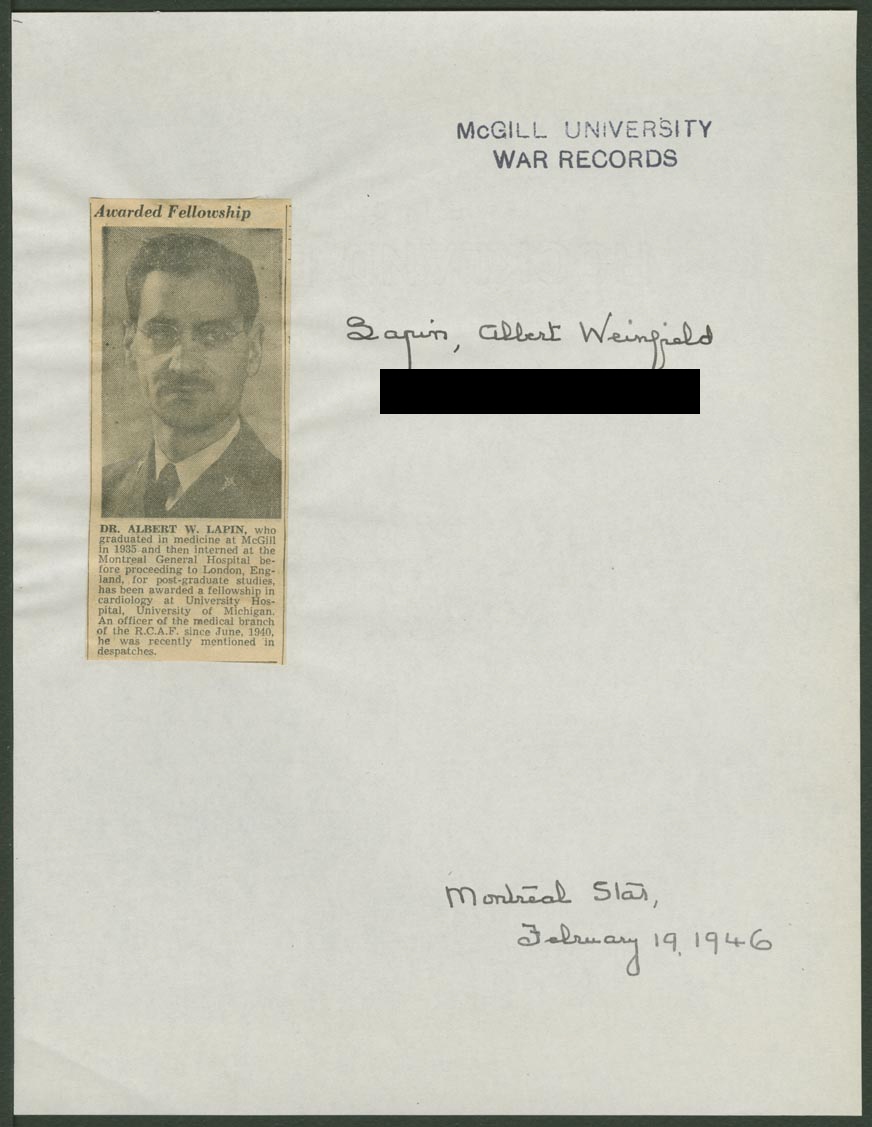 McGILL UNIVERSITY
WAR RECORDS
Awarded Fellowship
Lapin, Albert Weinfield
DR. ALBERT W. LAPIN, who
graduated in medicine at McGill
in 1935 and then interned at the
Montreal General Hospital be-
fore proceeding to London, Eng-
land, for post-graduate studies,
has been awarded a fellowship in
cardiology at University Hos-
pital, University of Michigan.
An officer of the medical branch
of the R.C.A.F. since June, 1940,
he was recently mentioned in
despatches.
Montreal Star,
February 19, 1946